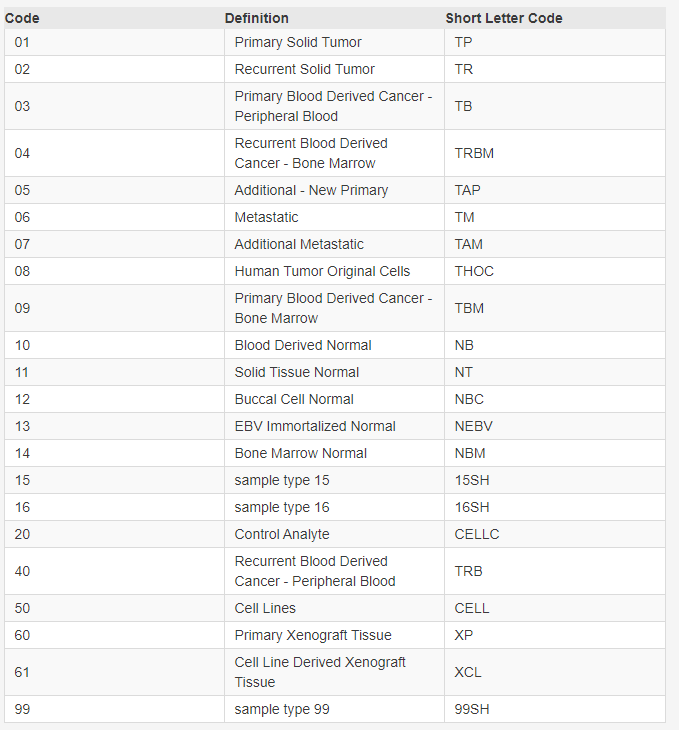 Code Definition Short Letter Code
01 Primary Solid Tumor TP
02 Recurrent Solid Tumor TR
03 Primary Blood Derived Cancer - TB
Peripheral Blood
04 Recurrent Blood Derived TRBM
Cancer - Bone Marrow
05 Additional - New Primary TAP
06 Metastatic TM
07 Additional Metastatic TAM
08 Human Tumor Original Cells THOC
09 Primary Blood Derived Cancer - TBM
Bone Marrow
10 Blood Derived Normal NB
11 Solid Tissue Normal NT
12 Buccal Cell Normal NBC
13 EBV Immortalized Normal NEBV
14 Bone Marrow Normal NBM
15 sample type 15 15SH
16 sample type 16 16SH
20 Control Analyte CELLC
40 Recurrent Blood Derived TRB
Cancer - Peripheral Blood
50 Cell Lines CELL
60 Primary Xenograft Tissue XP
61 Cell Line Derived Xenograft XCL
Tissue
99 sample type 99 99SH